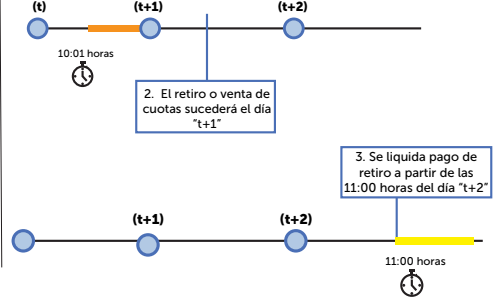 (t) (t+1) (t+2)
10:01 horas
2. El retiro o venta de
cuotas sucederá el día
"t+1"
3. Se liquida pago de
retiro a partir de las
11:00 horas del día "t+2"
(t+1) (t+2)
11:00 horas